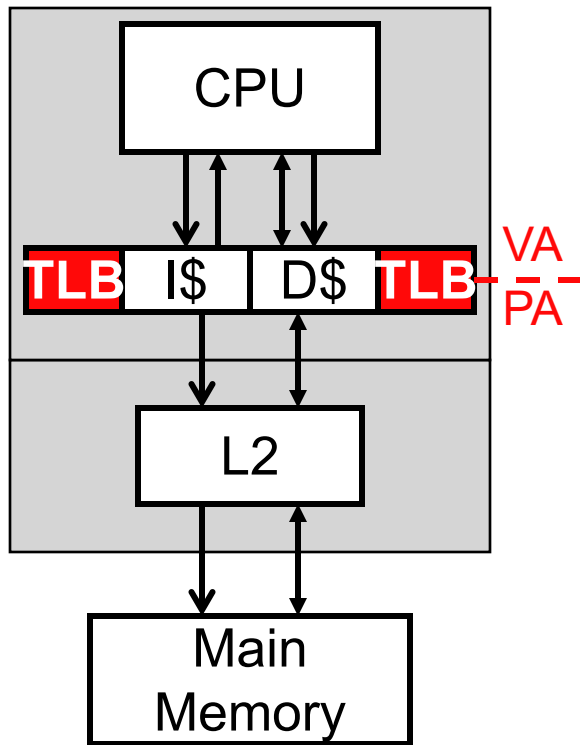 CPU
VA
TLB I$ D$ TLB
PA
L2
Main
Memory